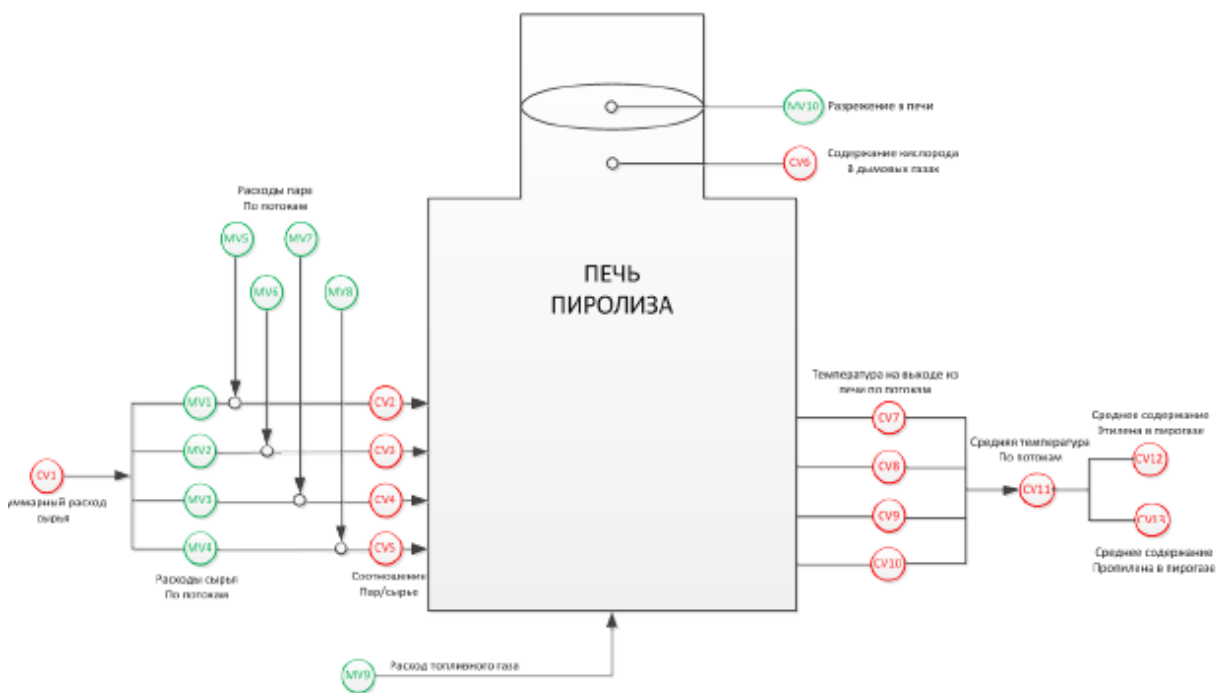 MV10
Разрежение в печи
CV6
Содержание кислорода
В дымовых газах
Расходы пара
По потокам
MV5
MV7
MV6
MV8
ПЕЧЬ
ПИРОЛИЗА
Температура на выходе из
печи по потокам
MV1
CV2
CV7
Среднее содержание
Этилена в пирогазе
MV2
CV3
Средняя температура
По потокам
CV12
CV1
CV8
CV11
уммарный расход
сырья
MV3
CV4
CV9
CV13
MV4
CV5
CV10
Среднее содержание
Пропилена в пирогазе
Расходы сырья
По потокам
Соотношение
Пар/сырье
MV9
Расход топливного газа